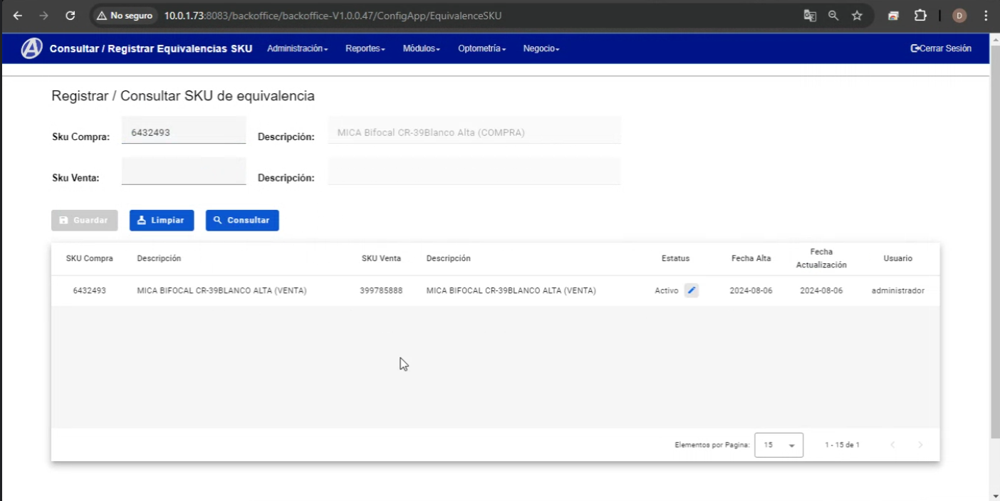 No seguro 10.0.1.73:8083/backoffice/backoffice-V1.0.0.47/ConfigApp/EquivalenceSKU D
Consultar / Registrar Equivalencias SKU Administración Reportes Módulos Optometría Negocio Cerrar Sesión
Registrar / Consultar SKU de equivalencia
Sku Compra: 6432493 Descripción: MICA Bifocal CR-39Blanco Alta (COMPRA)
Sku Venta: Descripción:
Guardar Limpiar Consultar
SKU Compra Descripción SKU Venta Descripción Estatus Fecha Alta Fecha Actualización Usuario
6432493 MICA BIFOCAL CR-39BLANCO ALTA (VENTA) 399785888 MICA BIFOCAL CR-39BLANCO ALTA (VENTA) Activo 2024-08-06 2024-08-06 administrador
Elementos por Pagina: 15 1 - 15 de 1